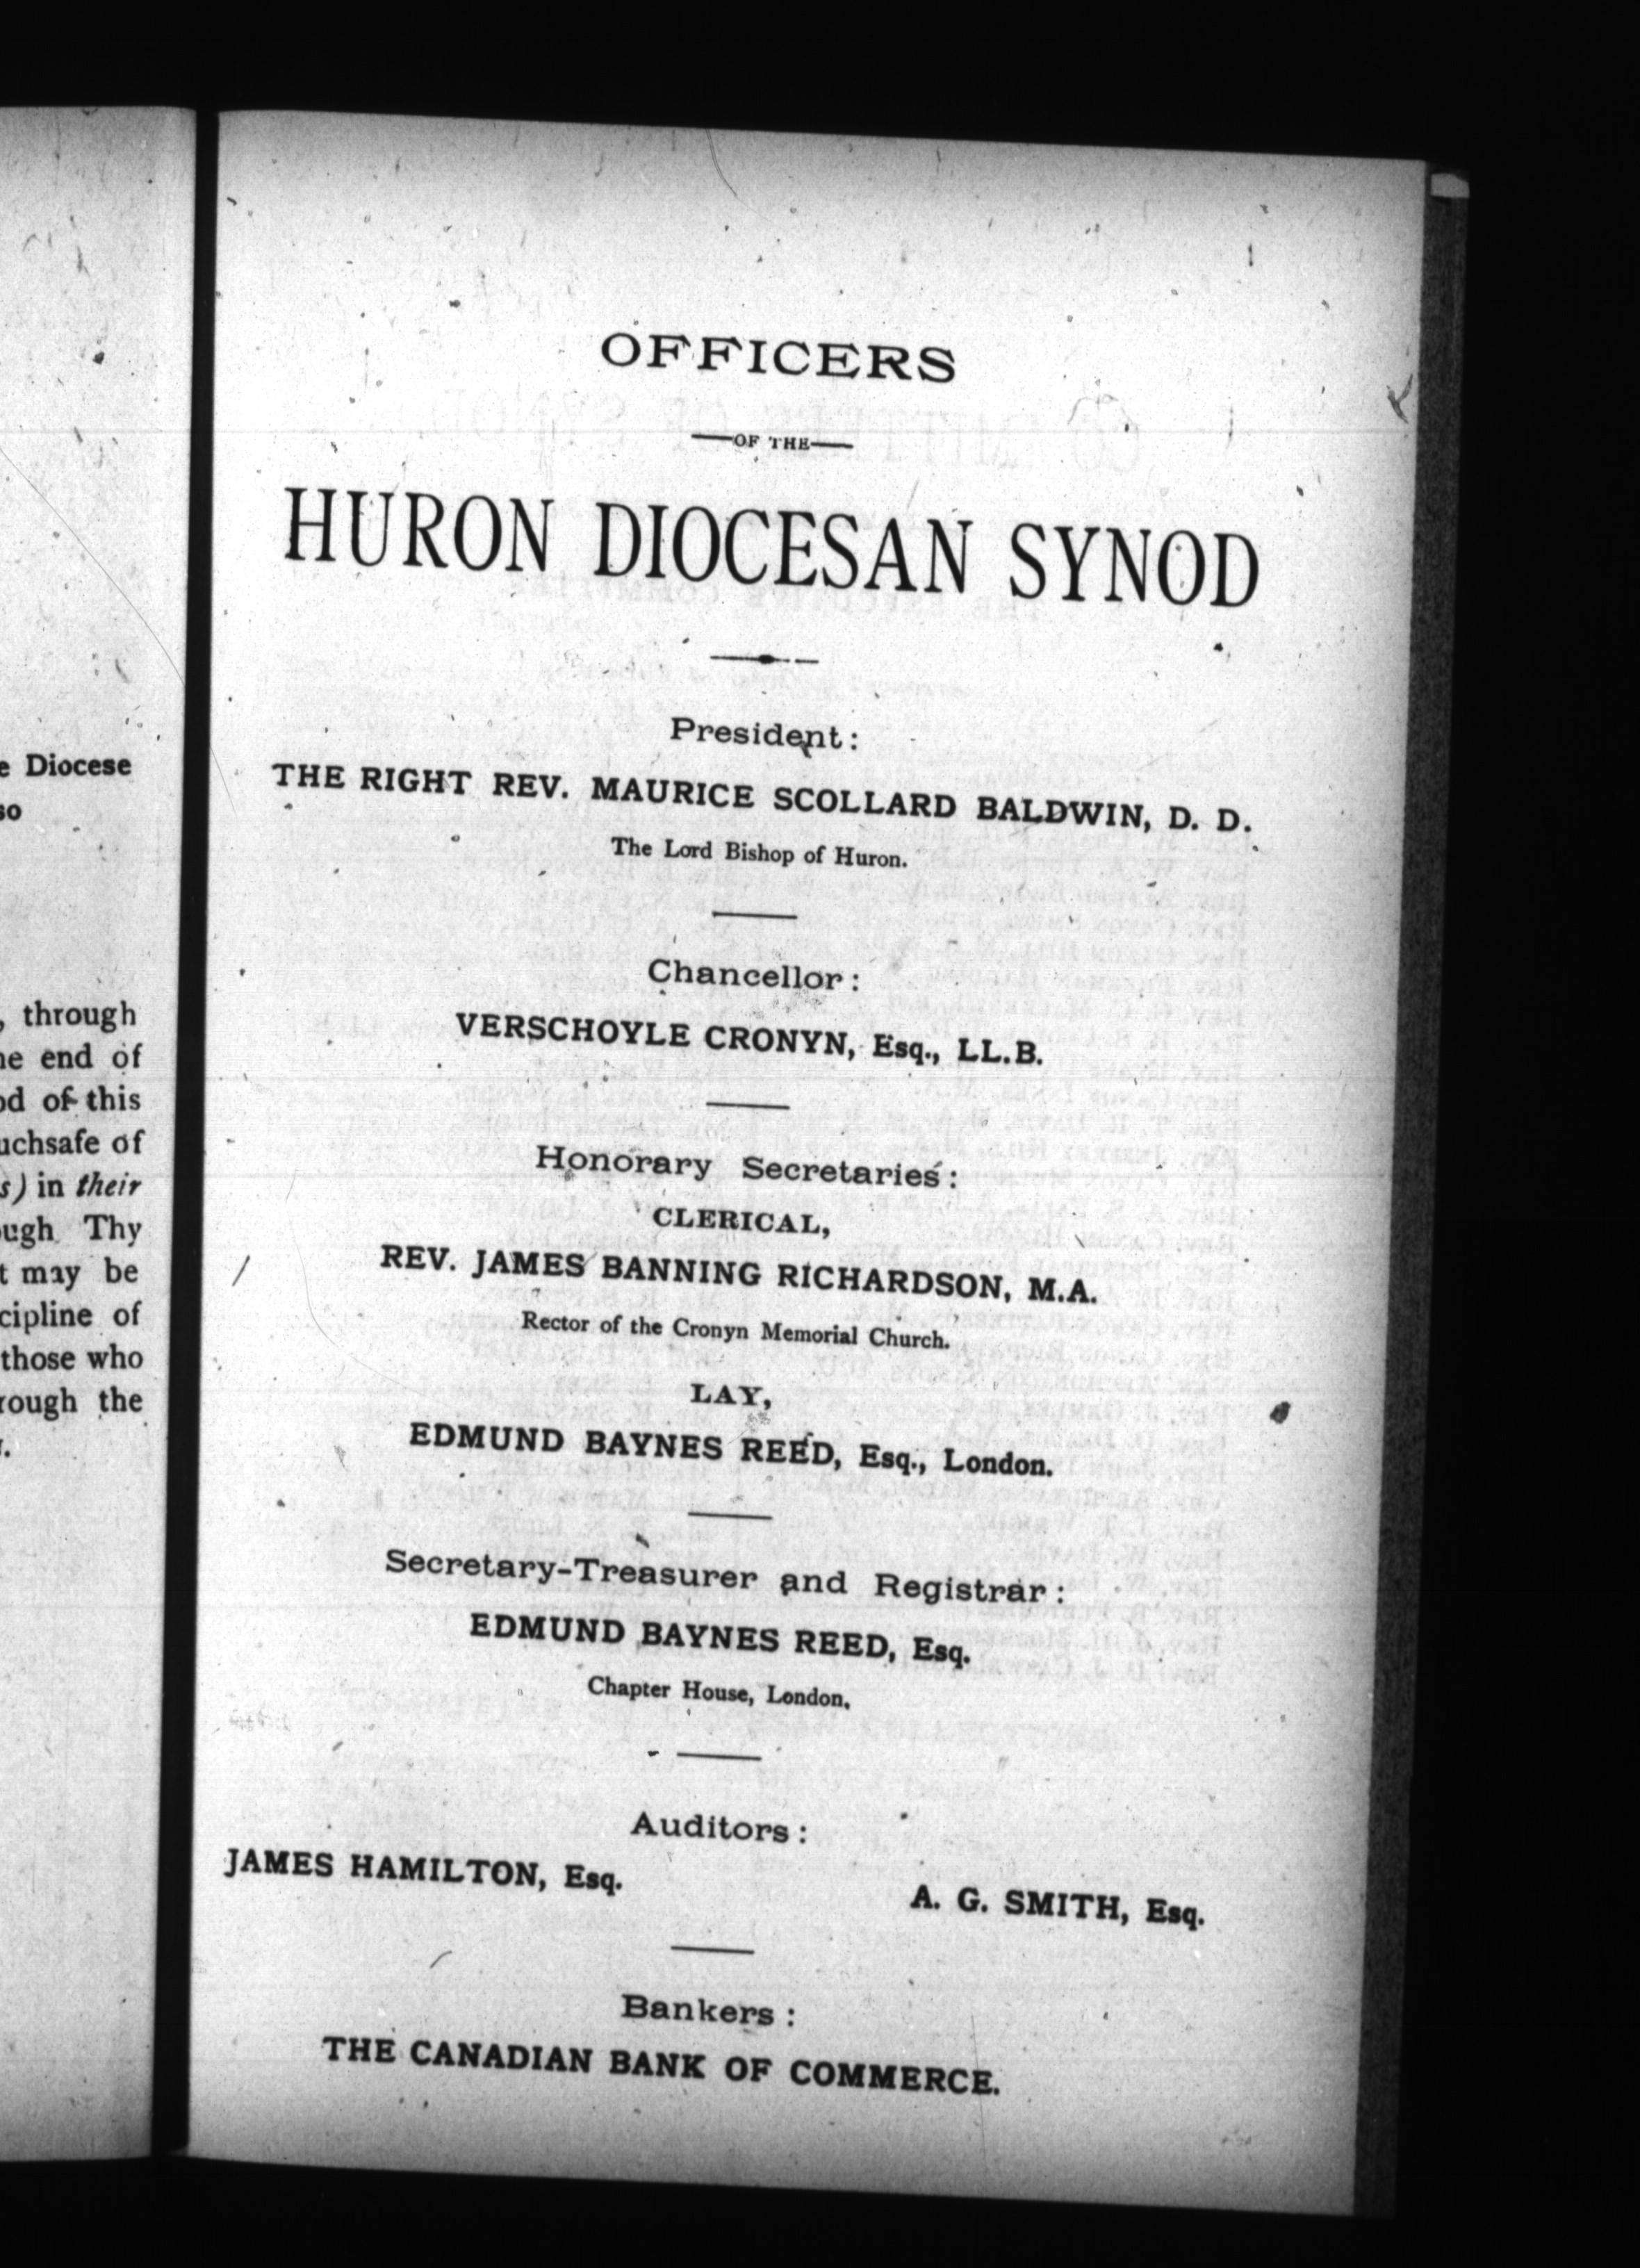 e Diocese
so
, through
he end of
od of this
uchsafe of
s) in their
ough Thy
t may be
cipline of
those who
rough the
OFFICERS
—OF THE—
HURON DIOCESAN SYNOD
President:
THE RIGHT REV. MAURICE SCOLLARD BALDWIN, D. D.
The Lord Bishop of Huron.
Chancellor:
VERSCHOYLE CRONYN, Esq., LL.B.
Honorary Secretaries:
CLERICAL,
REV. JAMES BANNING RICHARDSON, M.A.
Rector of the Cronyn Memorial Church.
LAY,
EDMUND BAYNES REED, Esq., London.
Secretary-Treasurer and Registrar:
EDMUND BAYNES REED, Esq.
Chapter House, London.
Auditors:
JAMES HAMILTON, Esq.
A. G. SMITH, Esq.
Bankers:
THE CANADIAN BANK OF COMMERCE.